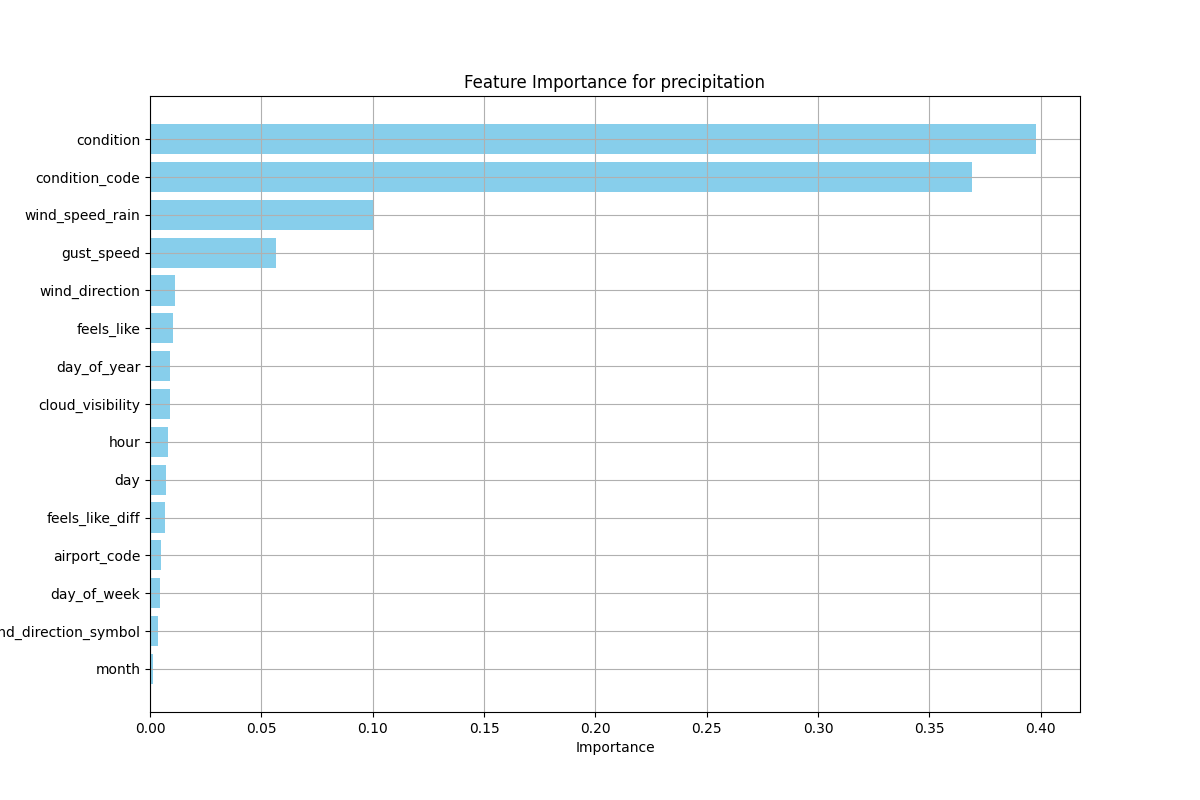 Feature Importance for precipitation
condition
condition_code
wind_speed_rain
gust_speed
wind_direction
feels_like
day_of_year
cloud_visibility
hour
day
feels_like_diff
airport_code
day_of_week
nd_direction_symbol
month
0.00 0.05 0.10 0.15 0.20 0.25 0.30 0.35 0.40
Importance